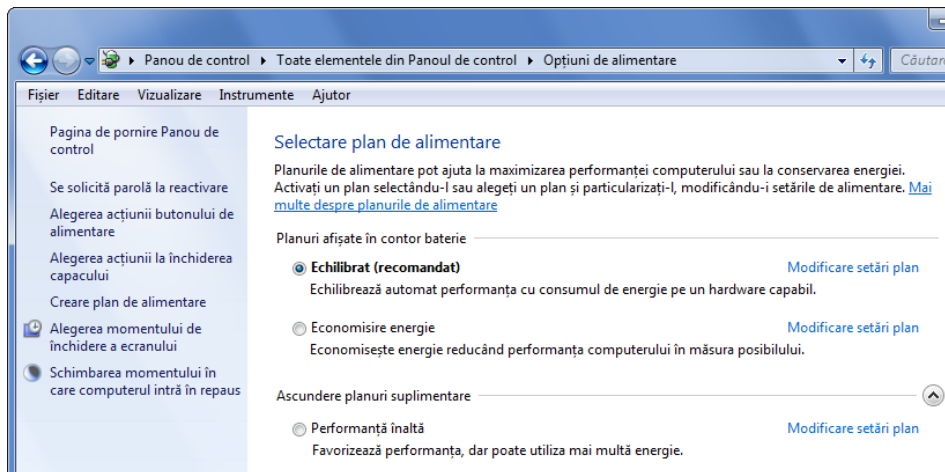 Panou de control ▸ Toate elementele din Panoul de control ▸ Opțiuni de alimentare
Fișier Editare Vizualizare Instrumente Ajutor
Pagina de pornire Panou de
control
Se solicită parolă la reactivare
Alegerea acțiunii butonului de
alimentare
Alegerea acțiunii la închiderea
capacului
Creare plan de alimentare
Alegerea momentului de
închidere a ecranului
Schimbarea momentului în
care computerul intră în repaus
Selectare plan de alimentare
Planurile de alimentare pot ajuta la maximizarea performanței computerului sau la conservarea energiei.
Activați un plan selectându-l sau alegeți un plan și particularizați-l, modificându-i setările de alimentare. Mai
multe despre planurile de alimentare
Planuri afișate în contor baterie
Echilibrat (recomandat) Modificare setări plan
Echilibrează automat performanța cu consumul de energie pe un hardware capabil.
Economisire energie Modificare setări plan
Economisește energie reducând performanța computerului în măsura posibilului.
Ascundere planuri suplimentare
Performanță înaltă Modificare setări plan
Favorizează performanța, dar poate utiliza mai multă energie.